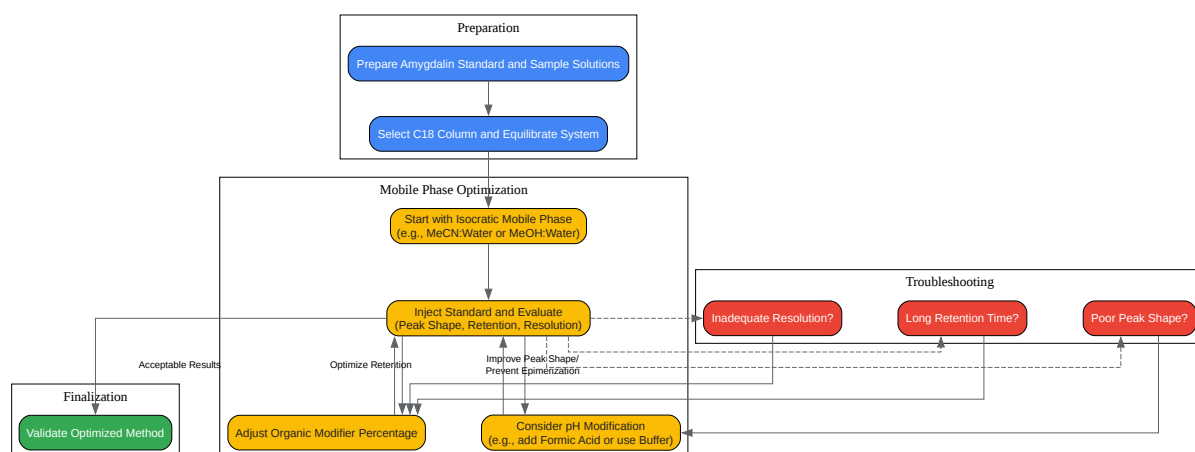 Preparation
Prepare Amygdalin Standard and Sample Solutions
Select C18 Column and Equilibrate System
Mobile Phase Optimization
Start with Isocratic Mobile Phase
(e.g., MeCN:Water or MeOH:Water)
Inject Standard and Evaluate
(Peak Shape, Retention, Resolution)
Troubleshooting
Inadequate Resolution?
Long Retention Time?
Poor Peak Shape?
Acceptable Results
Optimize Retention
Improve Peak Shape/
Prevent Epimerization
Finalization
Validate Optimized Method
Adjust Organic Modifier Percentage
Consider pH Modification
(e.g., add Formic Acid or use Buffer)